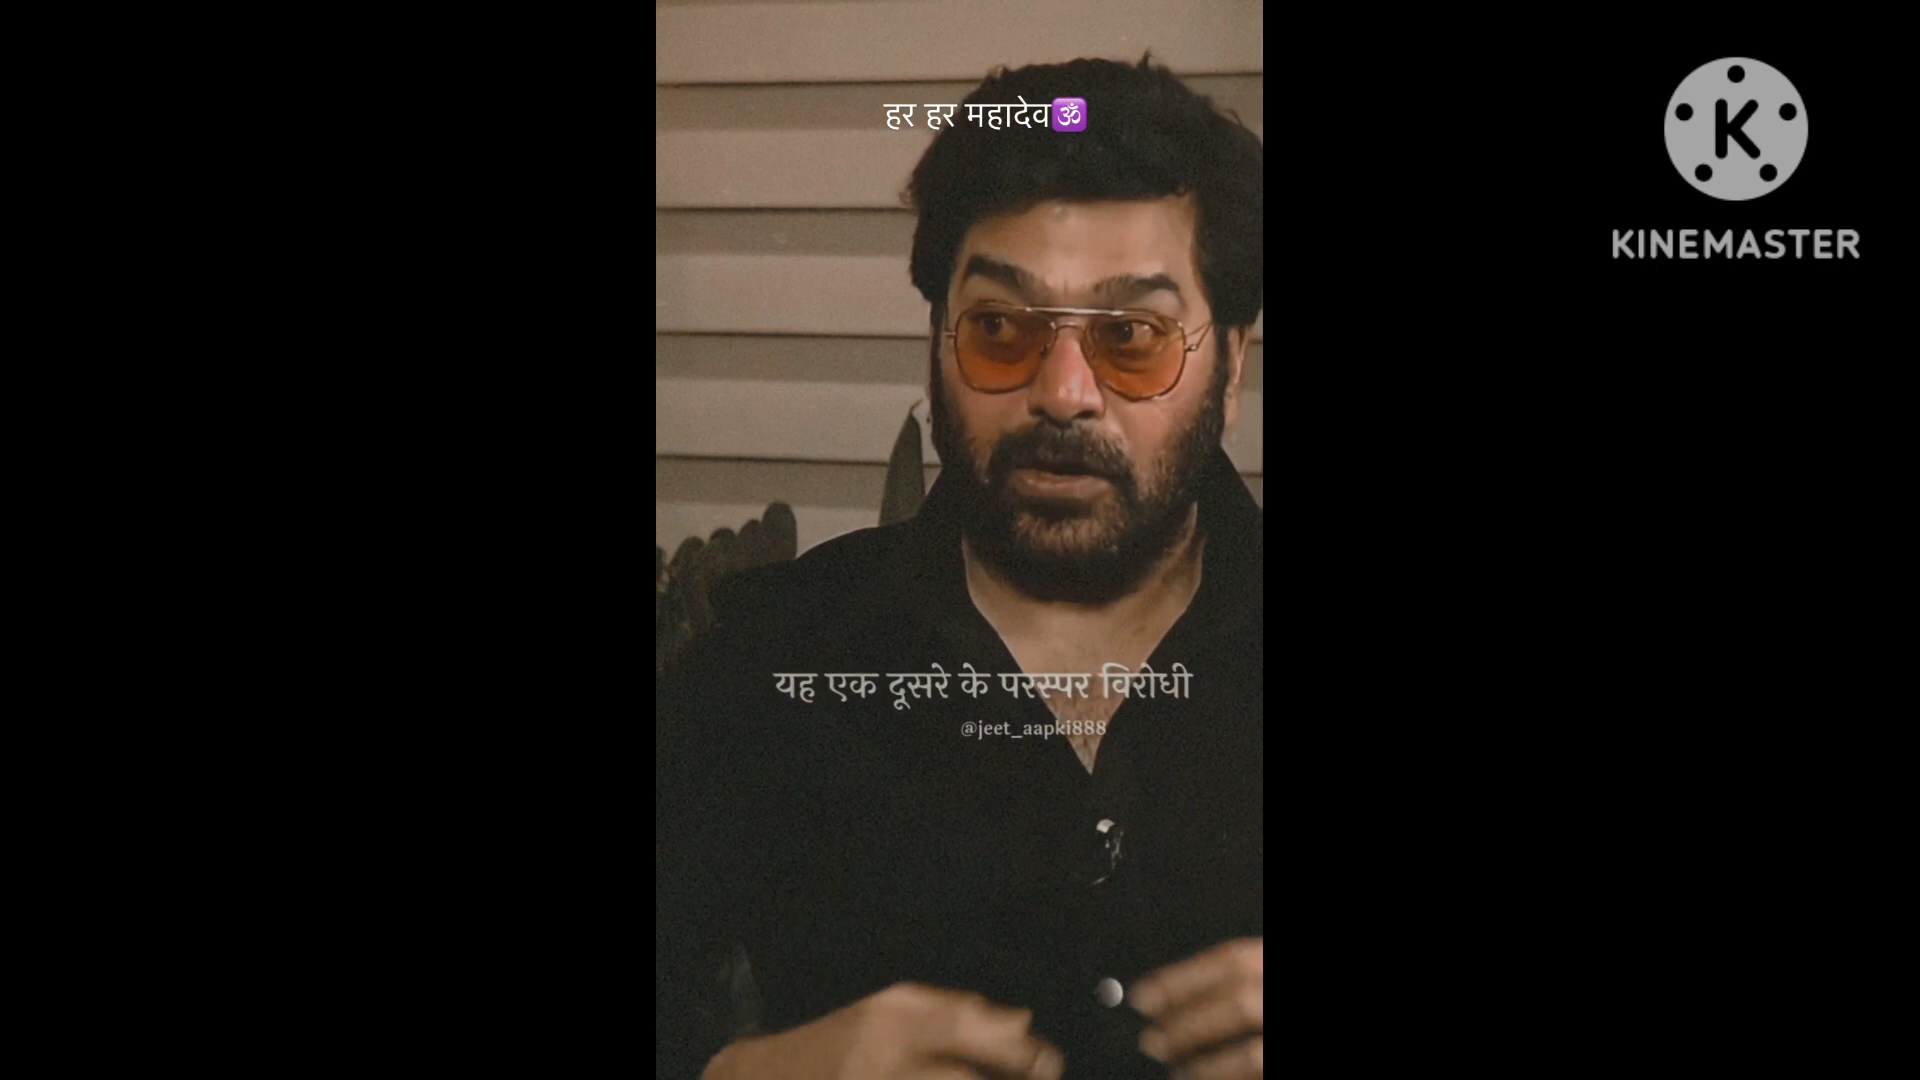 हर हर महादेव🕉️
KINEMASTER
यह एक दूसरे के परस्पर विरोधी
@jeet_aapki888